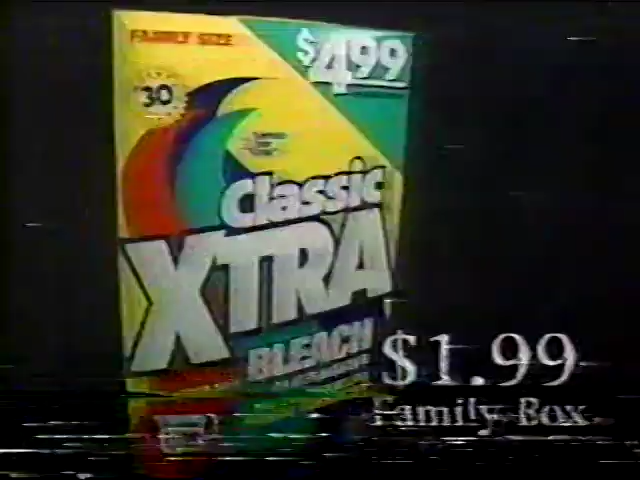 FAMILY SIZE
$4.99
30
Classic
XTRA
BLEACH
$1.99
Family Box